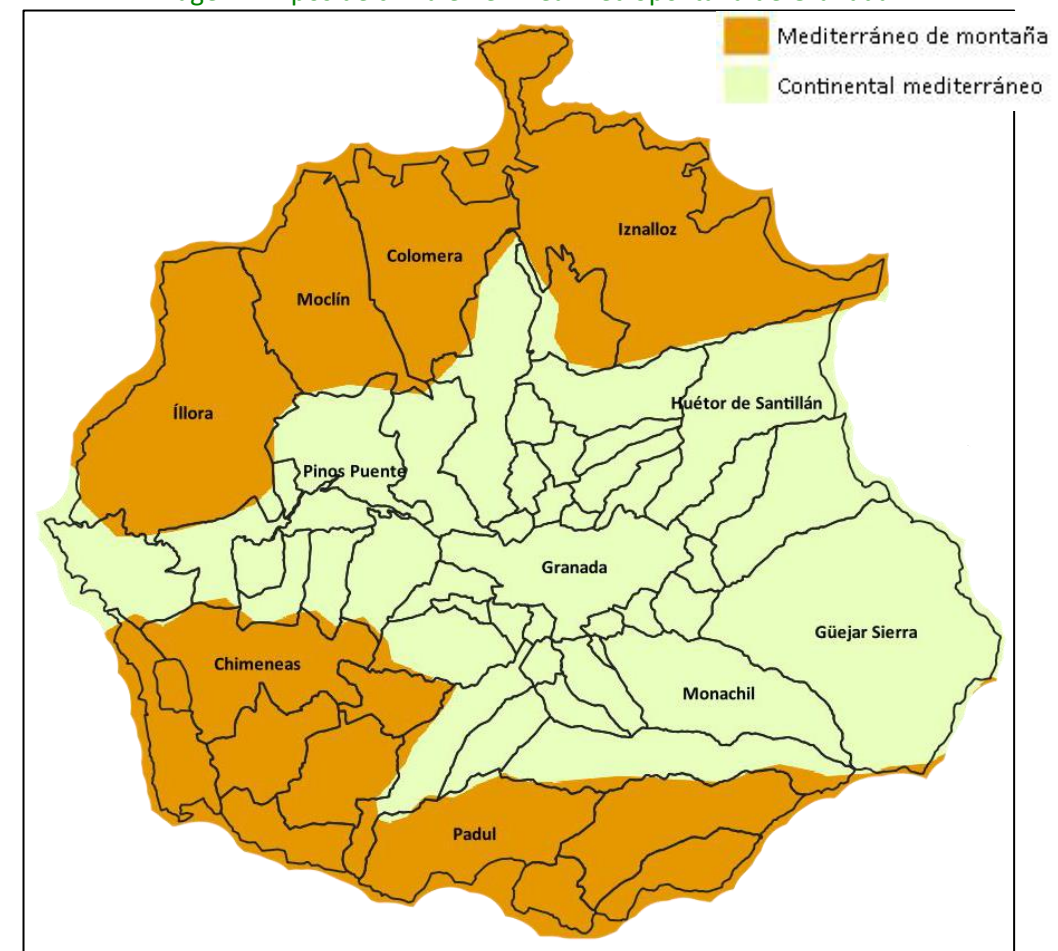 Mediterráneo de montaña
Continental mediterráneo
Iznalloz
Colomera
Moclín
Íllora
Huétor de Santillán
Pinos Puente
Granada
Güejar Sierra
Chimeneas
Monachil
Padul